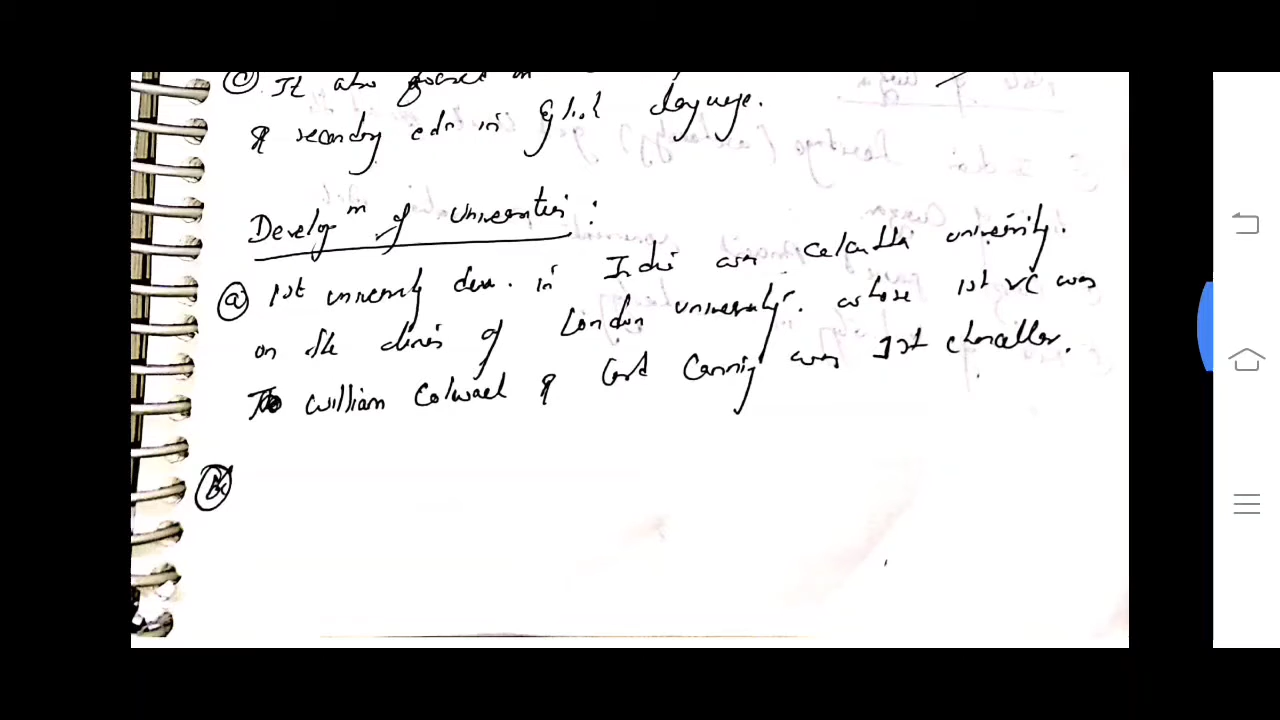 It also focused on
& secondary edn in English language.
Developm of Universities :
(a) 1st university dev. in India was Calcutta university.
on the lines of London university. whose 1st VC was
William Colwael & Lord Canning was 1st chancellor.